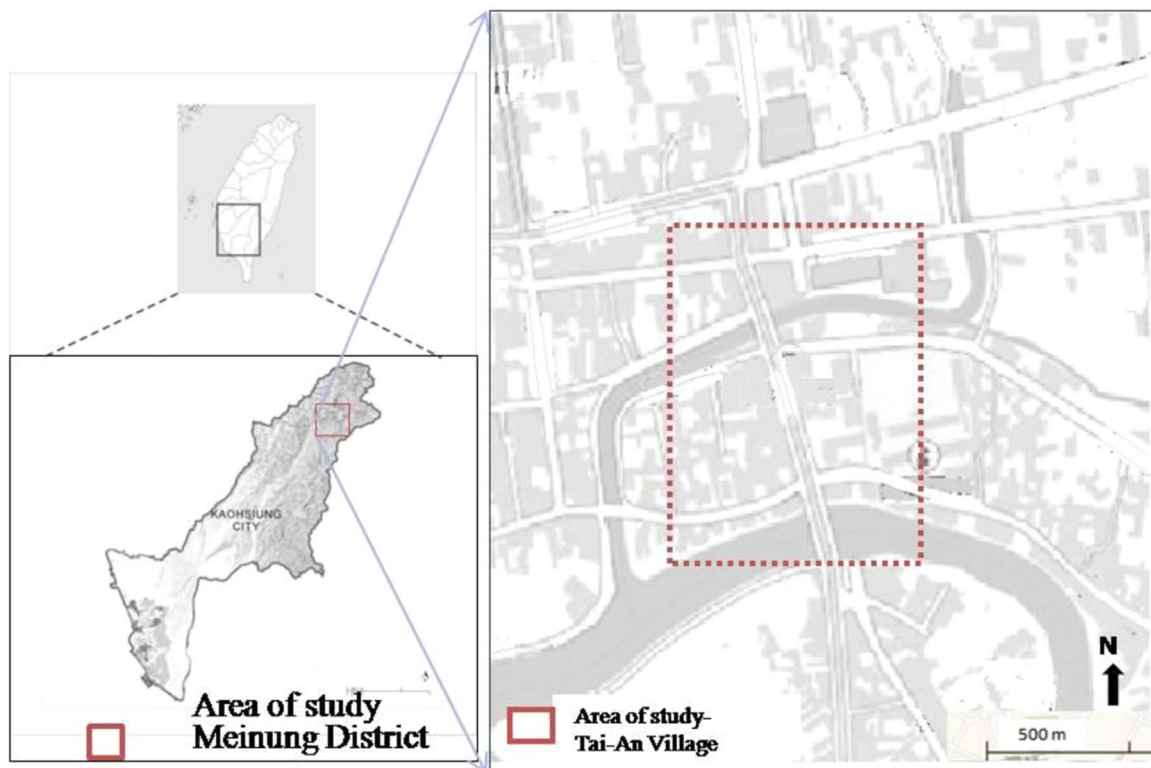 KAOHSIUNG
CITY
Area of study
Meinung District
Area of study-
Tai-An Village
N
500 m